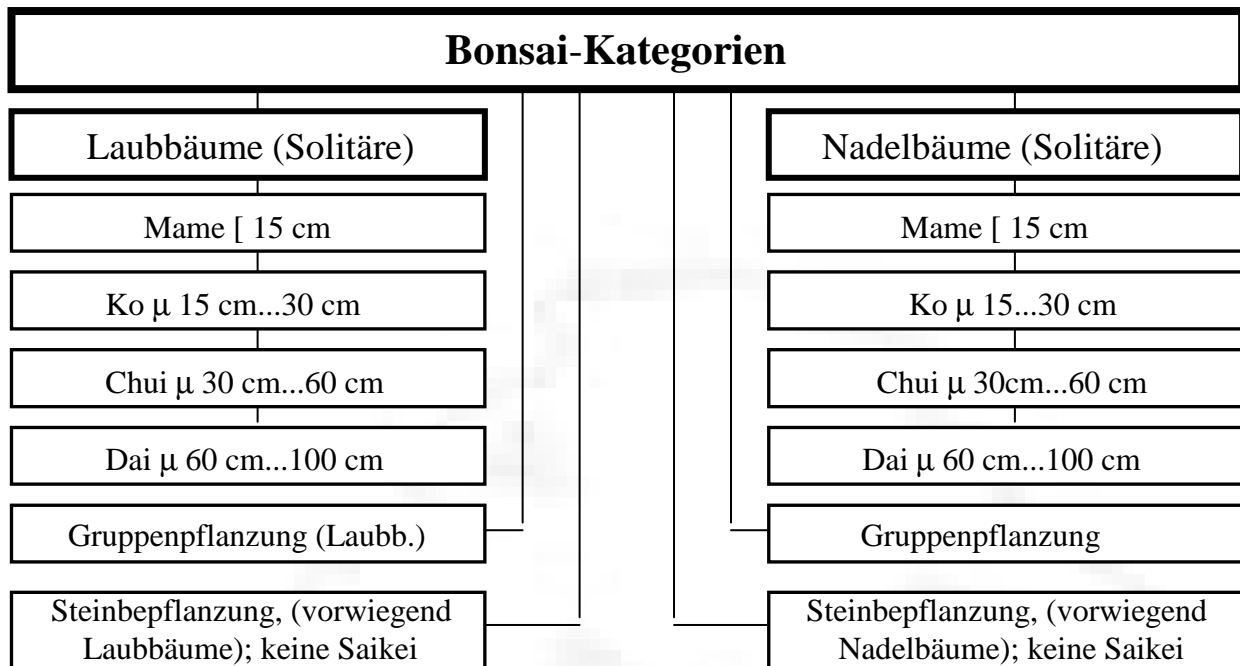 Bonsai-Kategorien
Laubbäume (Solitäre)
Mame [ 15 cm
Ko µ 15 cm...30 cm
Chui µ 30 cm...60 cm
Dai µ 60 cm...100 cm
Gruppenpflanzung (Laubb.)
Steinbepflanzung, (vorwiegend
Laubbäume); keine Saikei
Nadelbäume (Solitäre)
Mame [ 15 cm
Ko µ 15...30 cm
Chui µ 30cm...60 cm
Dai µ 60 cm...100 cm
Gruppenpflanzung
Steinbepflanzung, (vorwiegend
Nadelbäume); keine Saikei